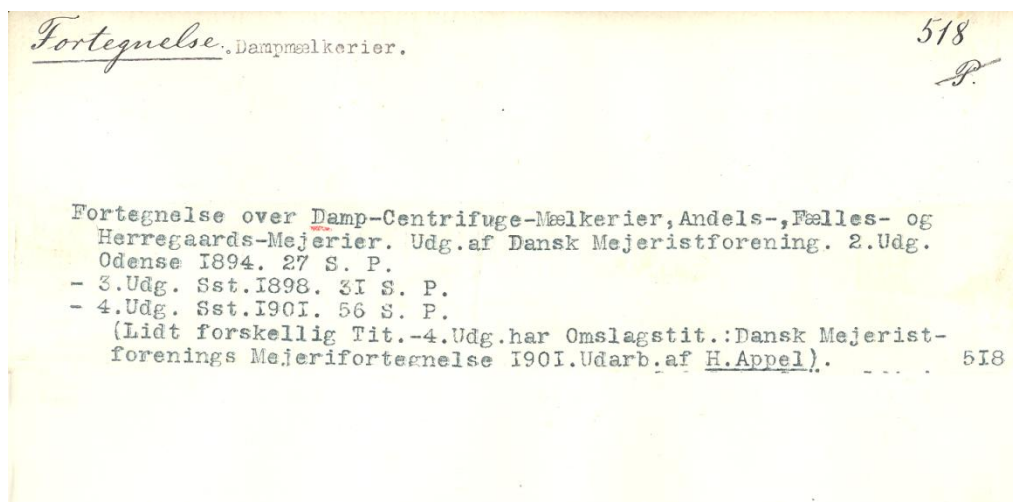 Fortegnelse..Dampmælkerier.
518
P.
Fortegnelse over Damp-Centrifuge-Mælkerier,Andels-,Fælles- og
Herregaards-Mejerier. Udg.af Dansk Mejeristforening. 2.Udg.
Odense I894. 27 S. P.
- 3.Udg. Sst.I898. 3I S. P.
- 4.Udg. Sst.I90I. 56 S. P.
(Lidt forskellig Tit.-4.Udg.har Omslagstit.:Dansk Mejerist-
forenings Mejerifortegnelse I90I.Udarb.af H.Appel). 5I8